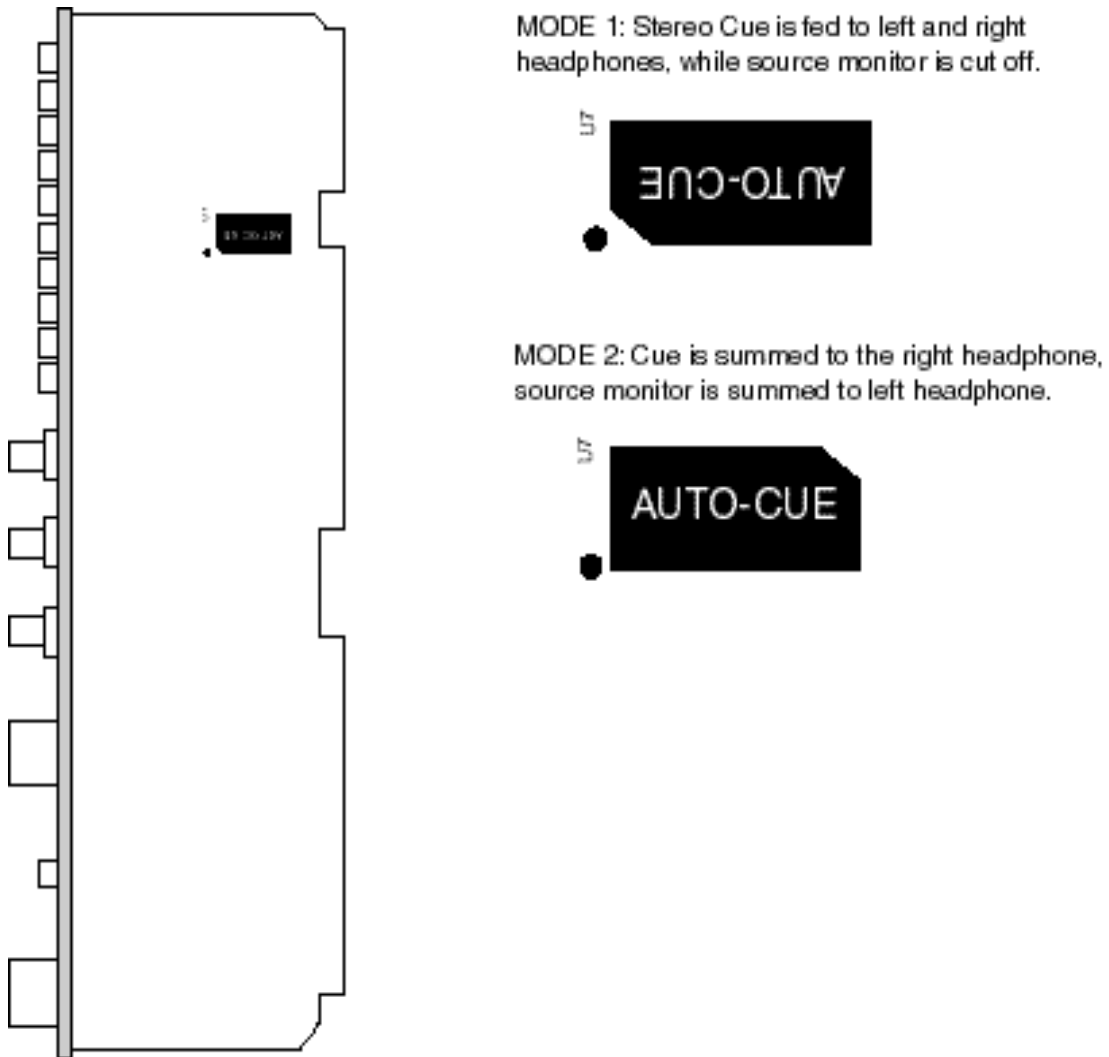 MODE 1: Stereo Cue is fed to left and right
headphones, while source monitor is cut off.
U7
AUTO-CUE
MODE 2: Cue is summed to the right headphone,
source monitor is summed to left headphone.
U7
AUTO-CUE